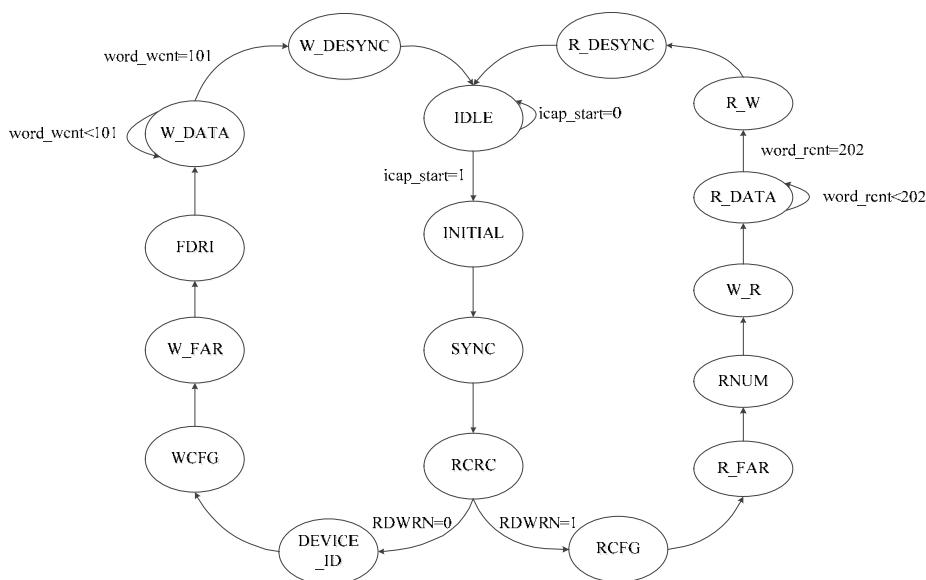 W_DESYNC
R_DESYNC
word_wcnt=101
R_W
IDLE
icap_start=0
word_wcnt<101
W_DATA
word_rcnt=202
icap_start=1
R_DATA
word_rcnt<202
INITIAL
FDRI
W_R
SYNC
W_FAR
RNUM
WCFG
RCRC
R_FAR
RDWRN=0
RDWRN=1
DEVICE
_ID
RCFG